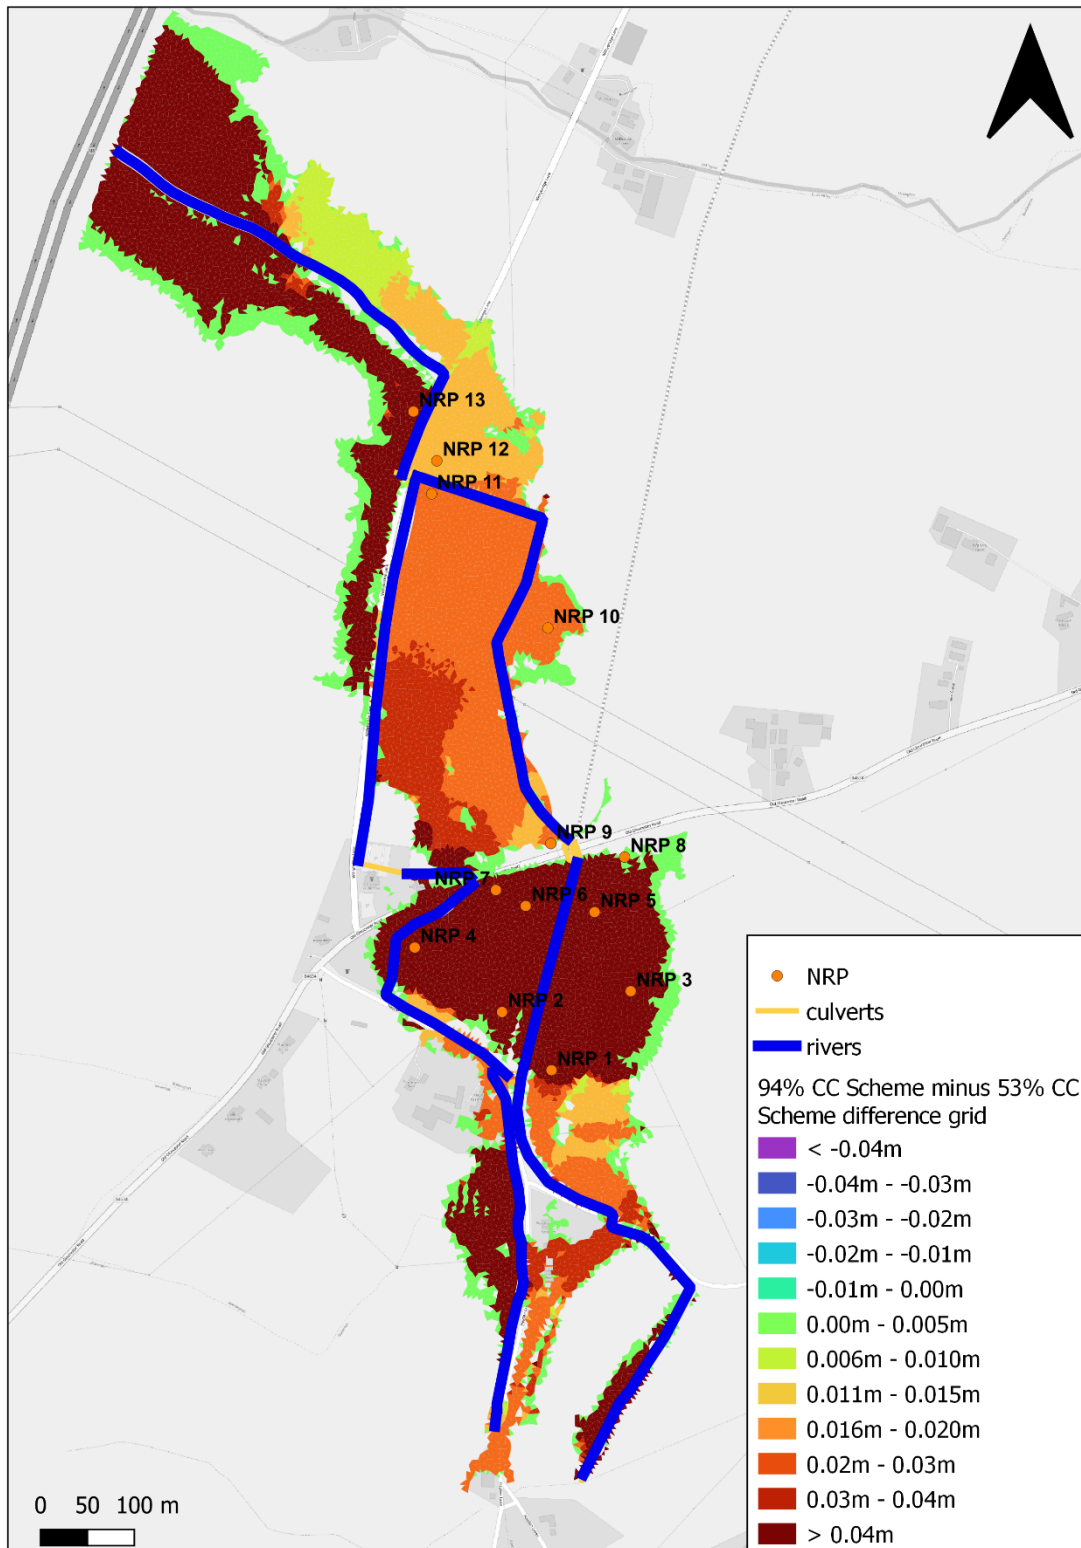 NRP 13
NRP 12
NRP 11
NRP 10
NRP 9
NRP 8
NRP 7
NRP 6
NRP 5
NRP 4
NRP 3
NRP 2
NRP 1
NRP
culverts
rivers
94% CC Scheme minus 53% CC
Scheme difference grid
< -0.04m
-0.04m - -0.03m
-0.03m - -0.02m
-0.02m - -0.01m
-0.01m - 0.00m
0.00m - 0.005m
0.006m - 0.010m
0.011m - 0.015m
0.016m - 0.020m
0.02m - 0.03m
0.03m - 0.04m
> 0.04m
0 50 100 m